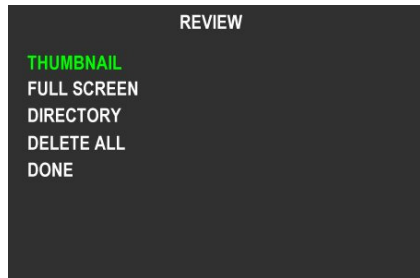 REVIEW
THUMBNAIL
FULL SCREEN
DIRECTORY
DELETE ALL
DONE